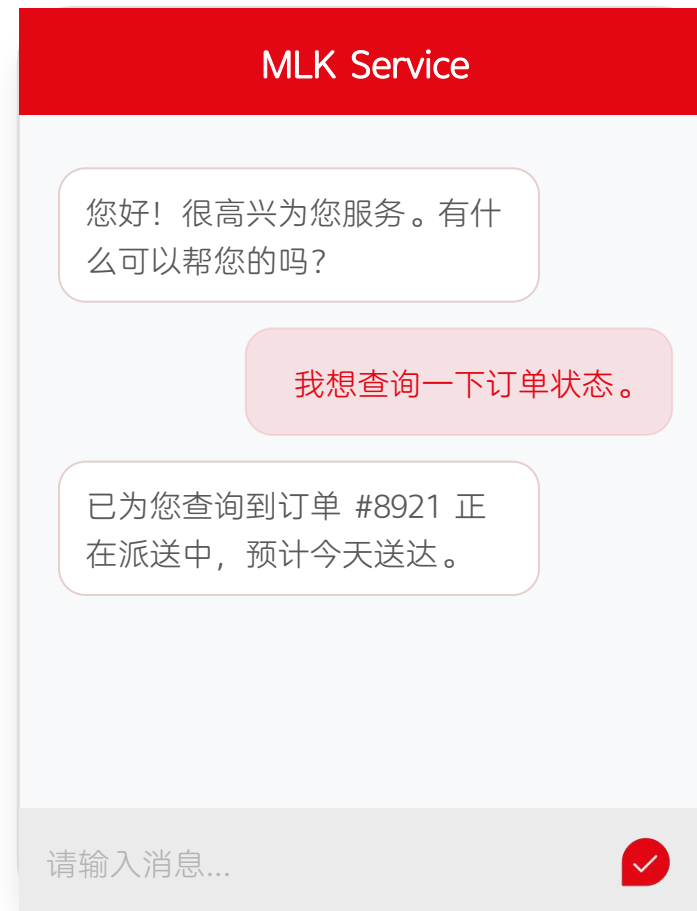 MLK Service
您好！很高兴为您服务。有什
么可以帮您的吗？
我想查询一下订单状态。
已为您查询到订单 #8921 正
在派送中，预计今天送达。
请输入消息...